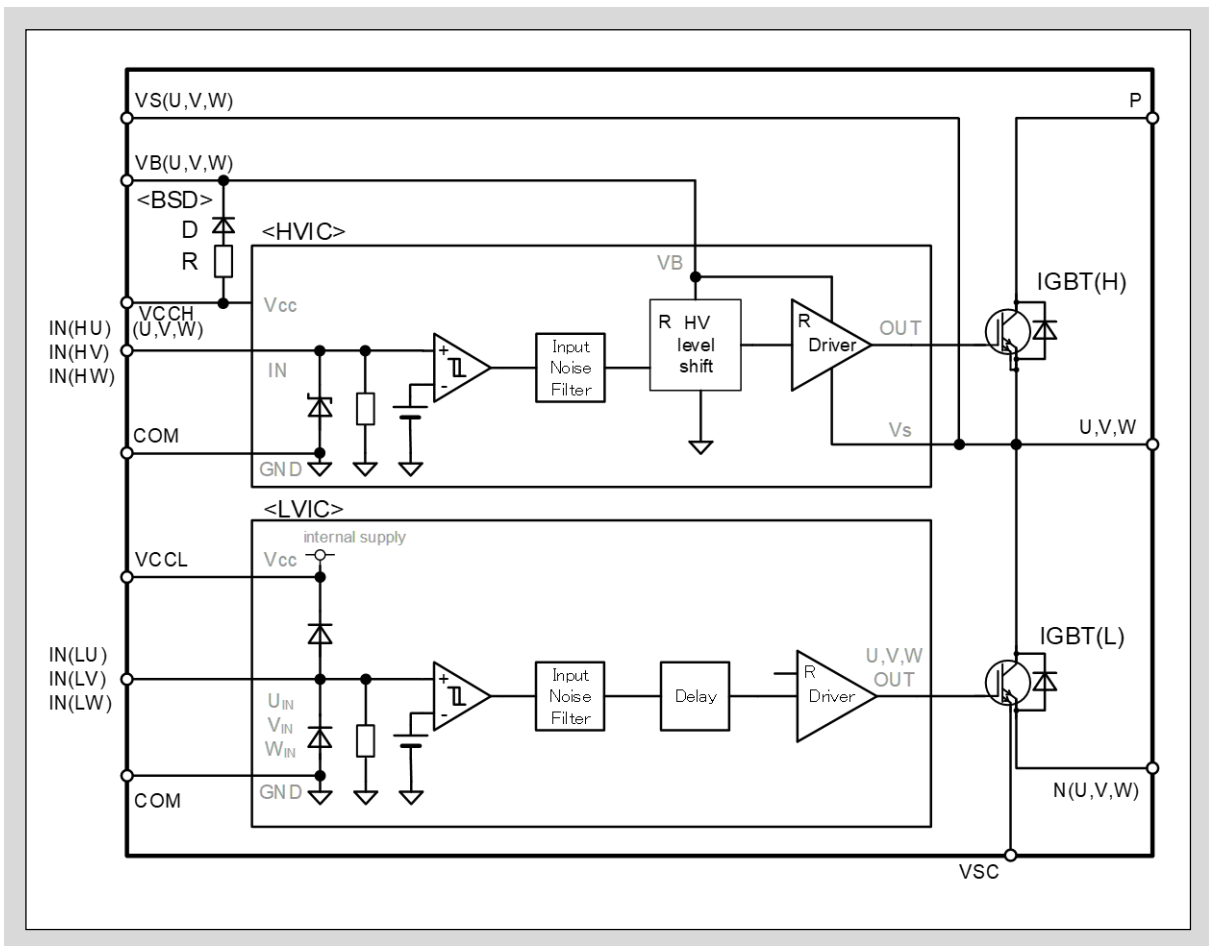 VS(U,V,W)
P
VB(U,V,W)
<BSD>
D
R
<HVIC>
VB
IGBT(H)
Vcc
VCCH
(U,V,W)
IN(HU)
IN(HV)
IN(HW)
IN
+
-
Input
Noise
Filter
R HV
level
shift
R
Driver
OUT
COM
GND
Vs
U,V,W
<LVIC>
internal supply
VCCL
Vcc
IGBT(L)
IN(LU)
IN(LV)
IN(LW)
UIN
VIN
WIN
+
-
Input
Noise
Filter
Delay
R
Driver
U,V,W
OUT
COM
GND
N(U,V,W)
VSC